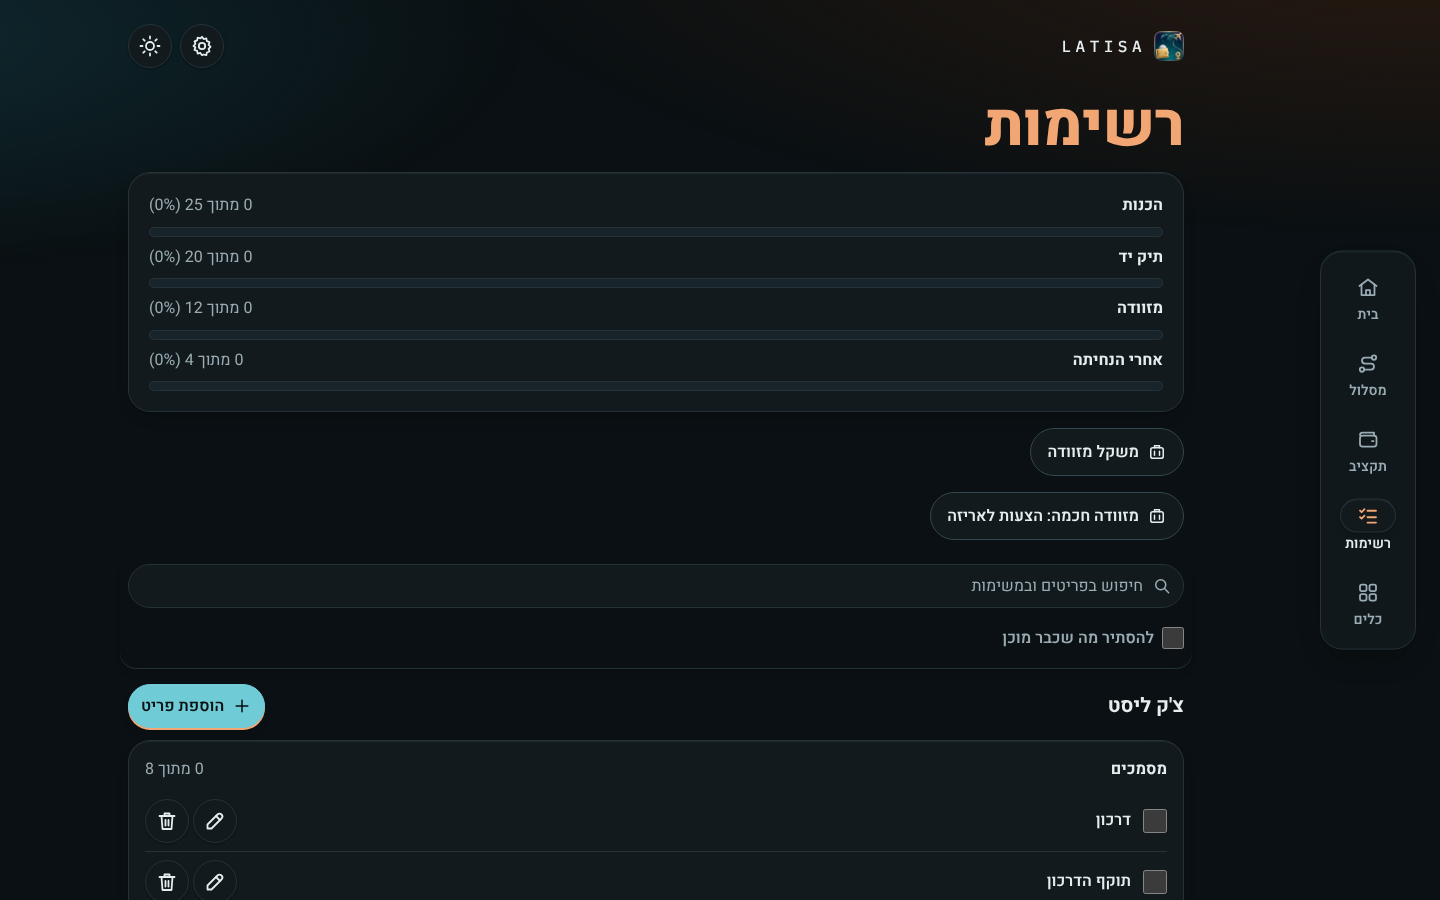 LATISA
רשימות
הכנות
0 מתוך 25 (0%)
תיק יד
0 מתוך 20 (0%)
מזוודה
0 מתוך 12 (0%)
אחרי הנחיתה
0 מתוך 4 (0%)
משקל מזוודה
מזוודה חכמה: הצעות לאריזה
חיפוש בפריטים ובמשימות
להסתיר מה שכבר מוכן
צ'ק ליסט
הוספת פריט
מסמכים
0 מתוך 8
דרכון
תוקף הדרכון
בית
מסלול
תקציב
רשימות
כלים